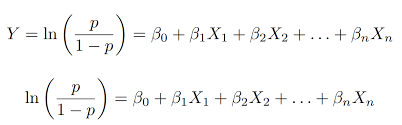 Y = ln ( p / (1 − p) ) = β₀ + β₁X₁ + β₂X₂ + . . . + βₙXₙ
ln ( p / (1 − p) ) = β₀ + β₁X₁ + β₂X₂ + . . . + βₙXₙ